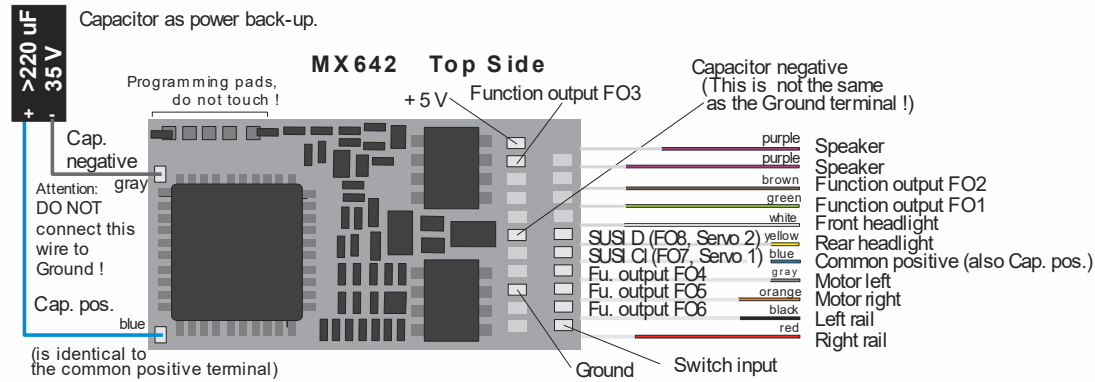 >220 uF
35 V
+ -
Capacitor as power back-up.
MX642 Top Side
Programming pads,
do not touch !
+ 5 V
Function output FO3
Capacitor negative
(This is not the same
as the Ground terminal !)
Cap.
negative
gray
Attention:
DO NOT
connect this
wire to
Ground !
Cap. pos.
blue
(is identical to
the common positive terminal)
purple Speaker
purple Speaker
brown Function output FO2
green Function output FO1
white Front headlight
SUSI D (FO8, Servo 2) yellow Rear headlight
SUSI Cl (FO7, Servo 1) blue Common positive (also Cap. pos.)
Fu. output FO4 gray Motor left
Fu. output FO5 orange Motor right
Fu. output FO6 black Left rail
red Right rail
Ground
Switch input